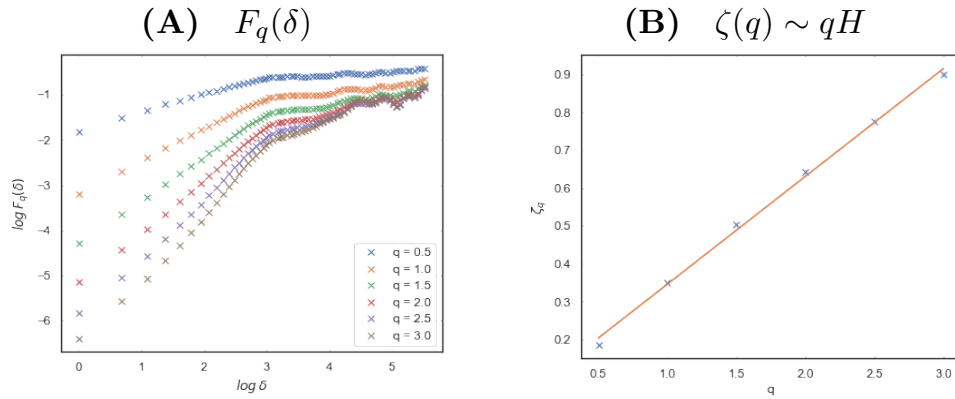 (A) F_q(δ)
(B) ζ(q) ∼ qH
log F_q(δ)
−1
−2
−3
−4
−5
−6
q = 0.5
q = 1.0
q = 1.5
q = 2.0
q = 2.5
q = 3.0
0 1 2 3 4 5
log δ
ζ_q
0.9
0.8
0.7
0.6
0.5
0.4
0.3
0.2
0.5 1.0 1.5 2.0 2.5 3.0
q